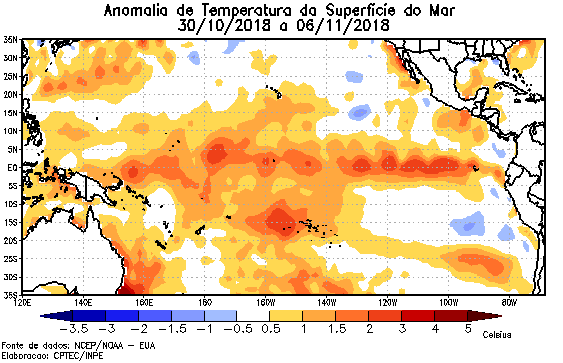 Anomalia de Temperatura da Superfície do Mar
30/10/2018 a 06/11/2018
35N
30N
25N
20N
15N
10N
5N
EQ
5S
10S
15S
20S
25S
30S
35S
120E 140E 160E 180 160W 140W 120W 100W 80W
-3.5 -3 -2 -1.5 -1 -0.5 0.5 1 1.5 2 3 4 5
Celsius
Fonte de dados: NCEP/NOAA - EUA
Elaboracao: CPTEC/INPE